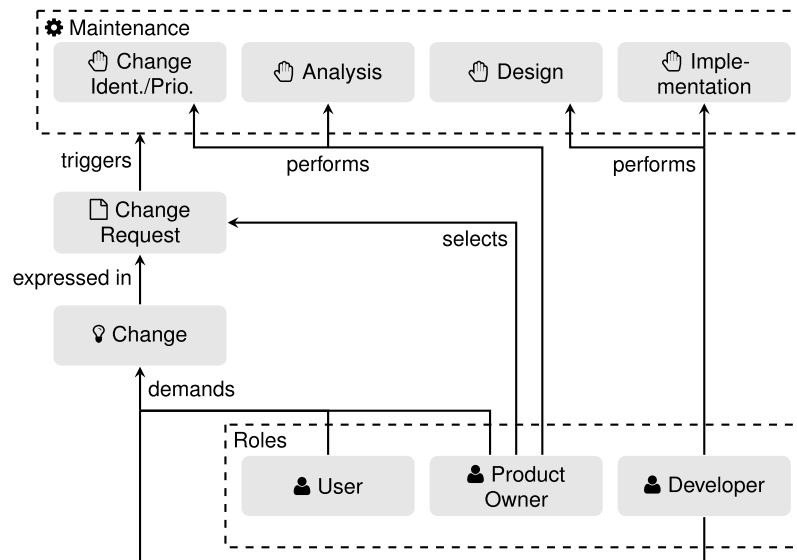 Maintenance
Change
Ident./Prio.
Analysis
Design
Imple-
mentation
triggers
performs
performs
Change
Request
selects
expressed in
Change
demands
Roles
User
Product
Owner
Developer